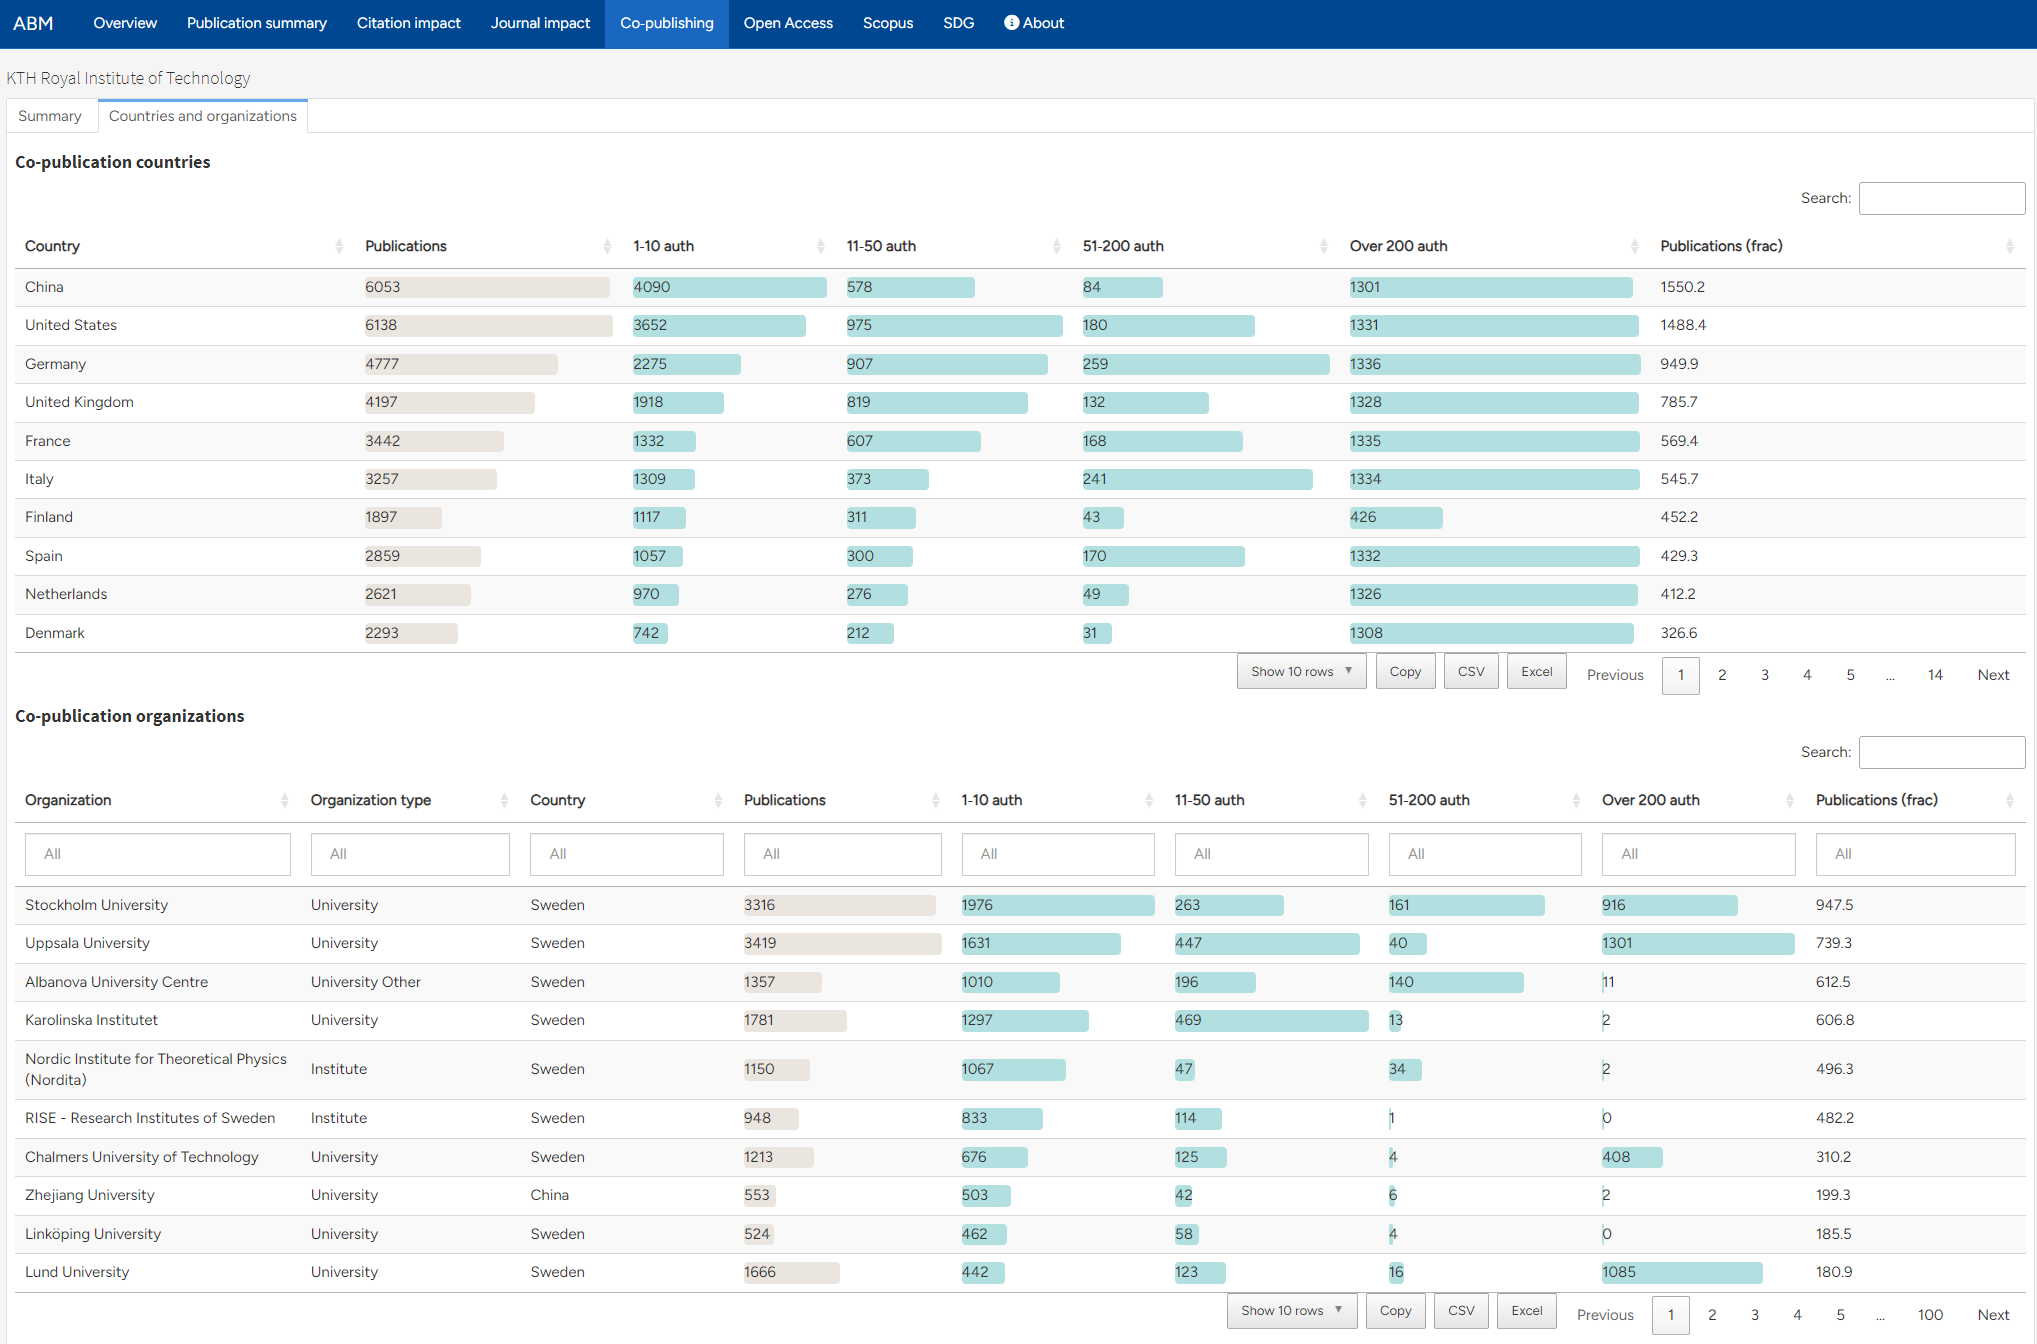 ABM Overview Publication summary Citation impact Journal impact Co-publishing Open Access Scopus SDG About
KTH Royal Institute of Technology
Summary Countries and organizations
Co-publication countries
Search:
Country Publications 1-10 auth 11-50 auth 51-200 auth Over 200 auth Publications (frac)
China 6053 4090 578 84 1301 1550.2
United States 6138 3652 975 180 1331 1488.4
Germany 4777 2275 907 259 1336 949.9
United Kingdom 4197 1918 819 132 1328 785.7
France 3442 1332 607 168 1335 569.4
Italy 3257 1309 373 241 1334 545.7
Finland 1897 1117 311 43 426 452.2
Spain 2859 1057 300 170 1332 429.3
Netherlands 2621 970 276 49 1326 412.2
Denmark 2293 742 212 31 1308 326.6
Show 10 rows Copy CSV Excel Previous 1 2 3 4 5 ... 14 Next
Co-publication organizations
Search:
Organization Organization type Country Publications 1-10 auth 11-50 auth 51-200 auth Over 200 auth Publications (frac)
All All All All All All All All All
Stockholm University University Sweden 3316 1976 263 161 916 947.5
Uppsala University University Sweden 3419 1631 447 40 1301 739.3
Albanova University Centre University Other Sweden 1357 1010 196 140 11 612.5
Karolinska Institutet University Sweden 1781 1297 469 13 2 606.8
Nordic Institute for Theoretical Physics
(Nordita) Institute Sweden 1150 1067 47 34 2 496.3
RISE - Research Institutes of Sweden Institute Sweden 948 833 114 1 0 482.2
Chalmers University of Technology University Sweden 1213 676 125 4 408 310.2
Zhejiang University University China 553 503 42 6 2 199.3
Linköping University University Sweden 524 462 58 4 0 185.5
Lund University University Sweden 1666 442 123 16 1085 180.9
Show 10 rows Copy CSV Excel Previous 1 2 3 4 5 ... 100 Next